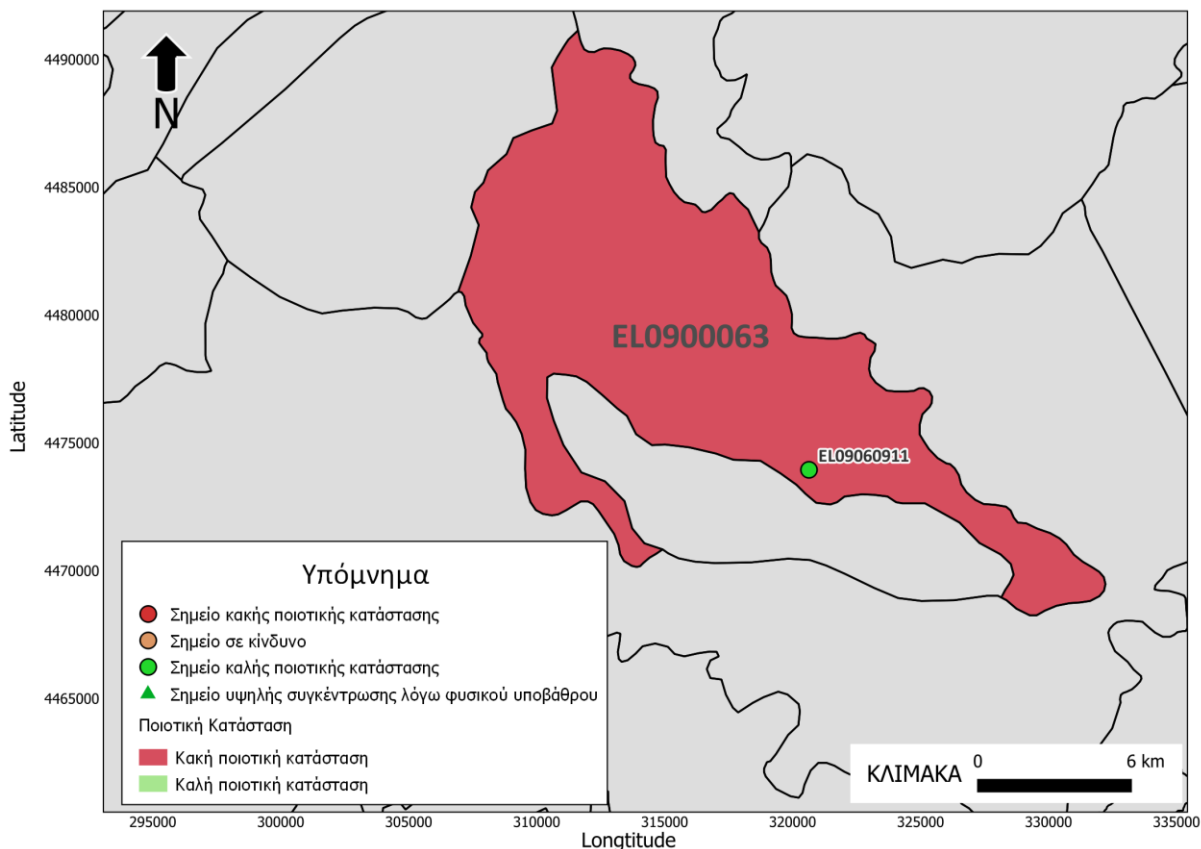 N
4490000
4485000
4480000
4475000
4470000
4465000
Latitude
EL0900063
EL09060911
Υπόμνημα
Σημείο κακής ποιοτικής κατάστασης
Σημείο σε κίνδυνο
Σημείο καλής ποιοτικής κατάστασης
Σημείο υψηλής συγκέντρωσης λόγω φυσικού υποβάθρου
Ποιοτική Κατάσταση
Κακή ποιοτική κατάσταση
Καλή ποιοτική κατάσταση
ΚΛΙΜΑΚΑ 0 6 km
295000 300000 305000 310000 315000 320000 325000 330000 335000
Longtitude